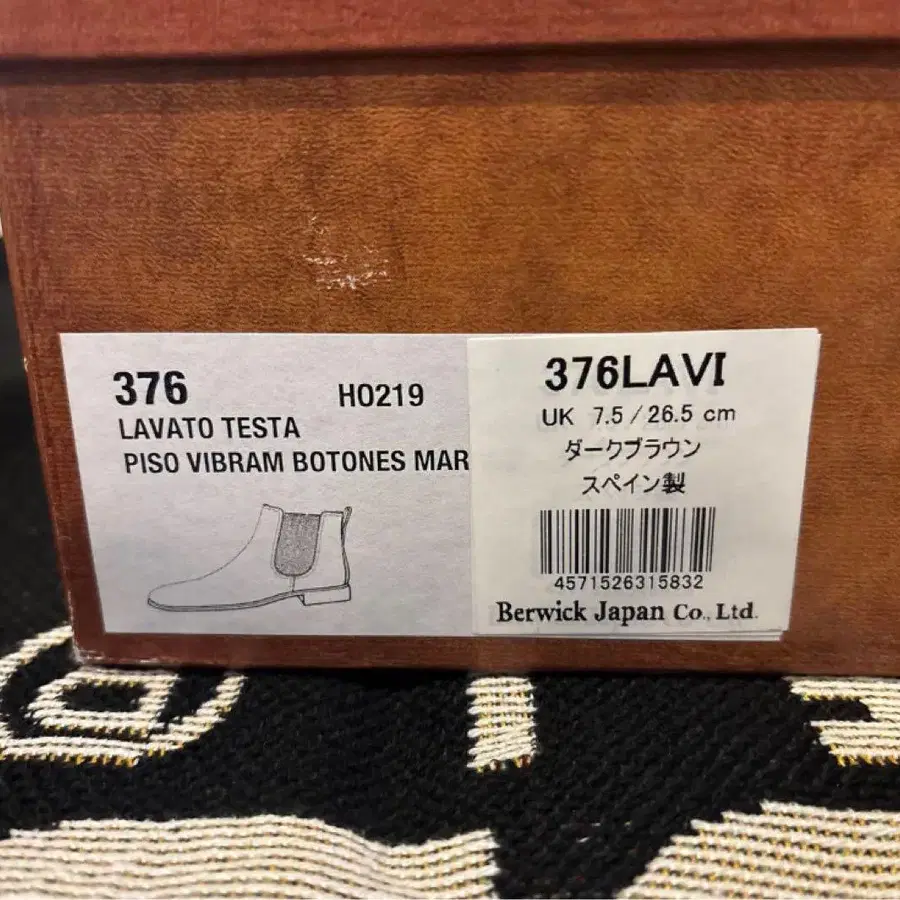 376 HO219
LAVATO TESTA
PISO VIBRAM BOTONES MAR
376LAVI
UK 7.5 / 26.5 cm
ダークブラウン
スペイン製
4571526315832
Berwick Japan Co., Ltd.